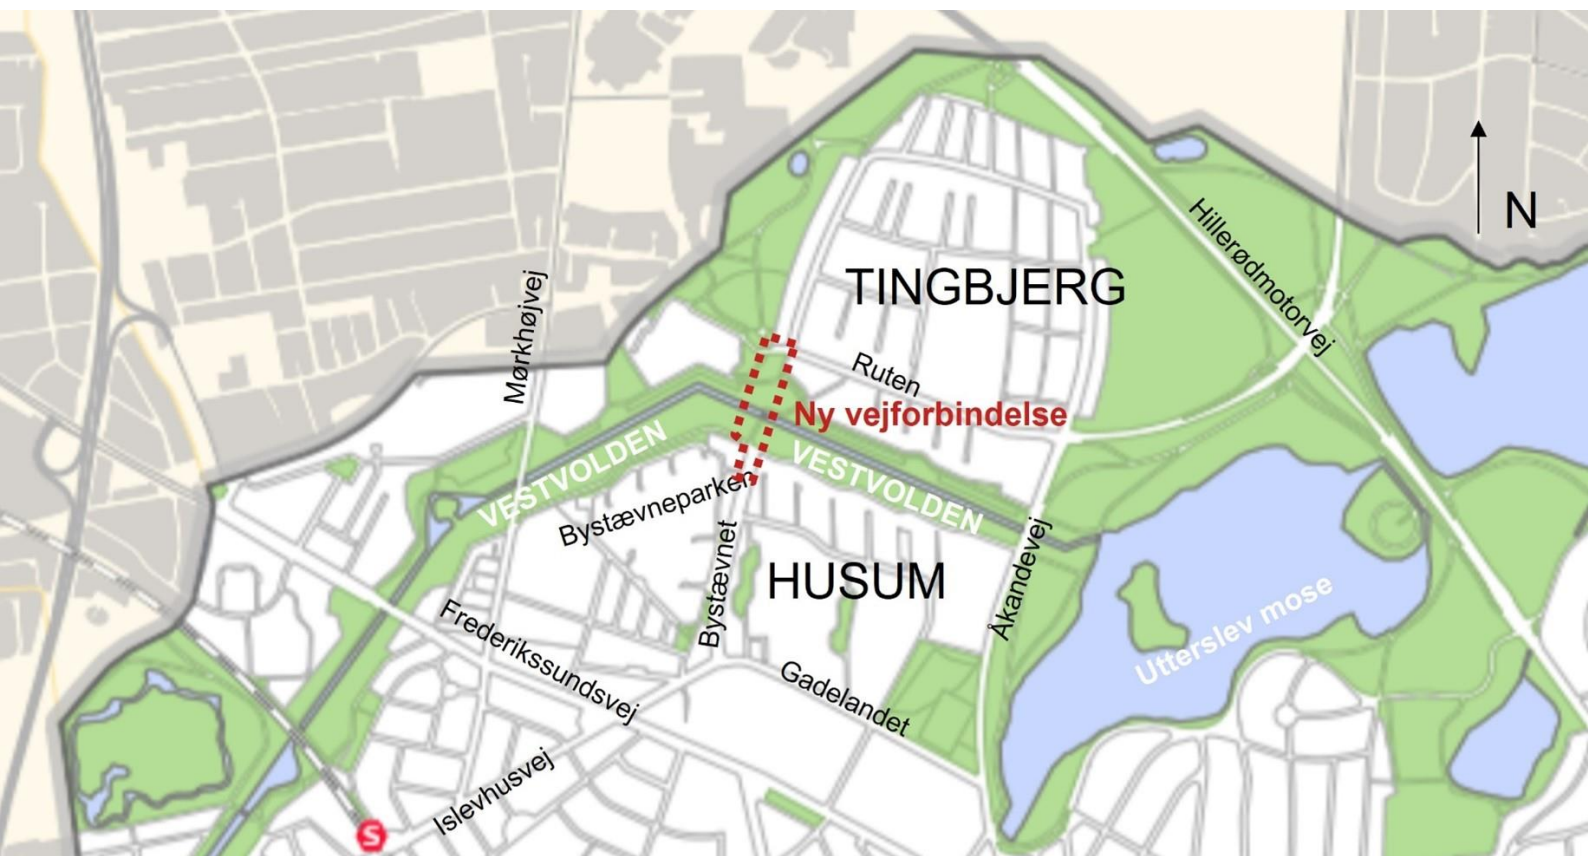 N
Hillerødmotorvej
TINGBJERG
Mørkhøjvej
Ruten
Ny vejforbindelse
VESTVOLDEN
VESTVOLDEN
Bystævneparken
Bystævnet
HUSUM
Åkandevej
Utterslev mose
Frederikssundsvej
Gadelandet
Islevhusvej
S